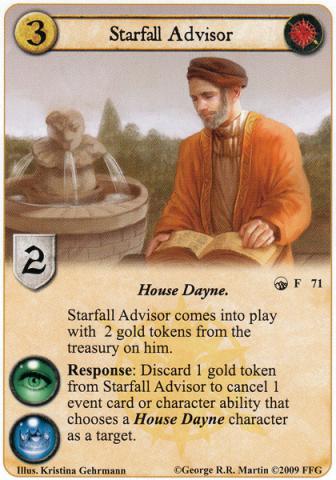 3
Starfall Advisor
2
House Dayne.
F 71
Starfall Advisor comes into play
with 2 gold tokens from the
treasury on him.
Response: Discard 1 gold token
from Starfall Advisor to cancel 1
event card or character ability that
chooses a House Dayne character
as a target.
Illus. Kristina Gehrmann
©George R.R. Martin ©2009 FFG